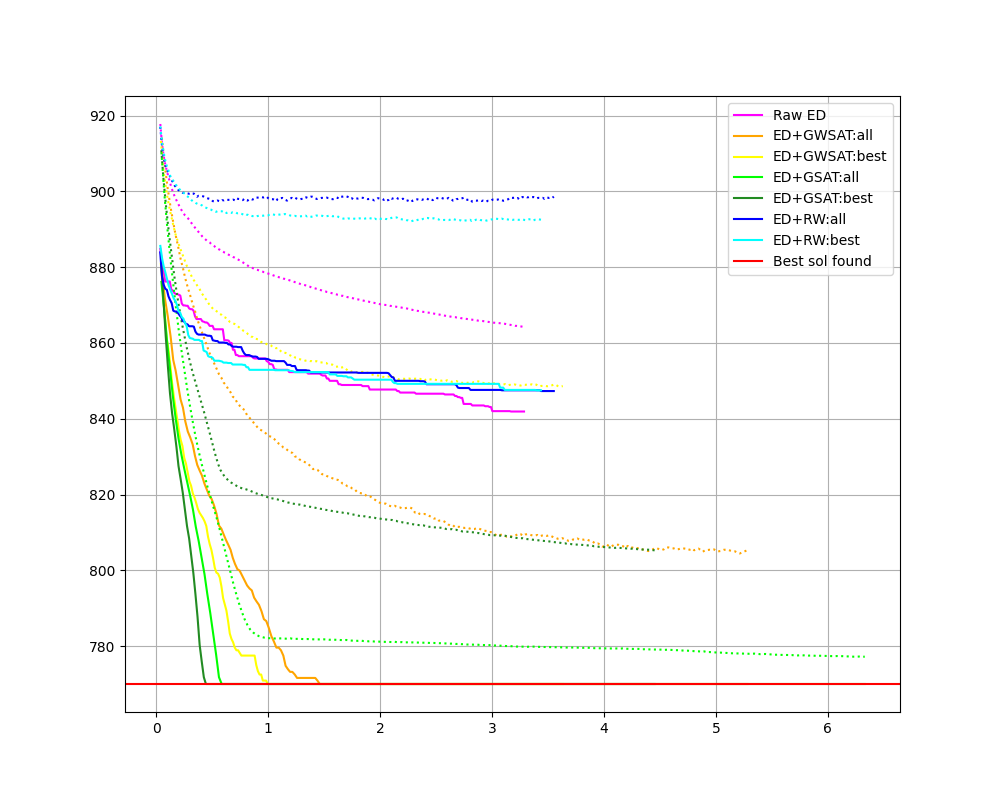 920
900
880
860
840
820
800
780
0 1 2 3 4 5 6
Raw ED
ED+GWSAT:all
ED+GWSAT:best
ED+GSAT:all
ED+GSAT:best
ED+RW:all
ED+RW:best
Best sol found